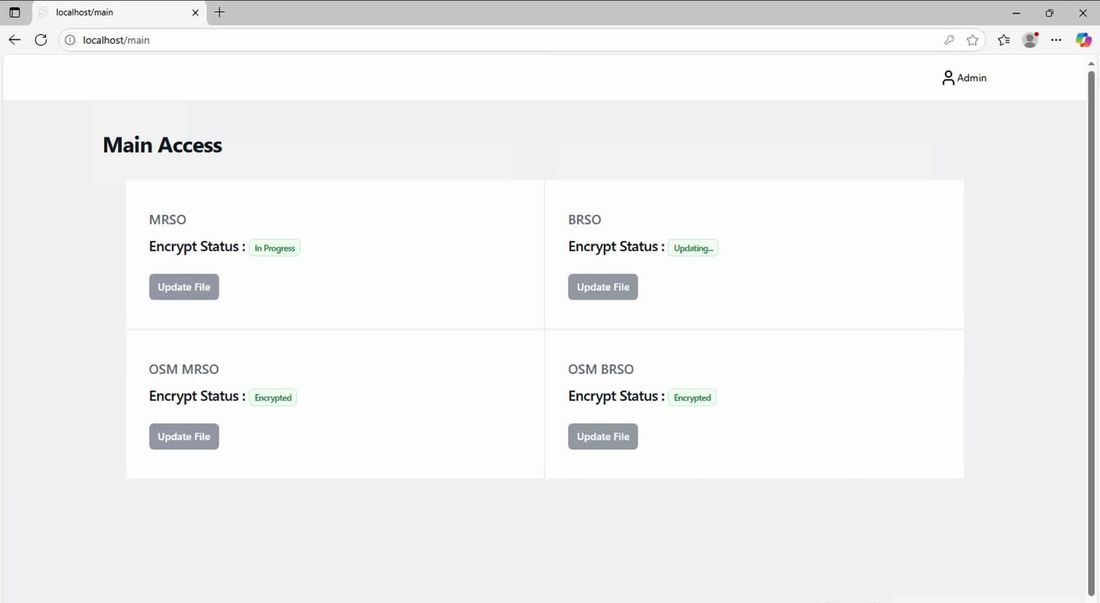 localhost/main
localhost/main
Admin
Main Access
MRSO
Encrypt Status : In Progress
Update File
BRSO
Encrypt Status : Updating...
Update File
OSM MRSO
Encrypt Status : Encrypted
Update File
OSM BRSO
Encrypt Status : Encrypted
Update File